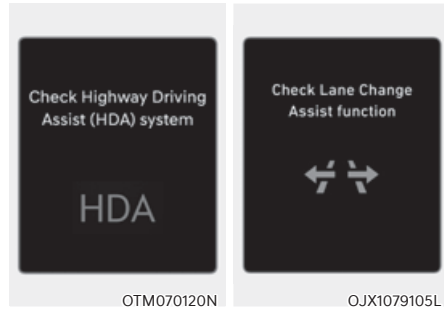 Check Highway Driving
Assist (HDA) system
HDA
OTM070120N
Check Lane Change
Assist function
OJX1079105L